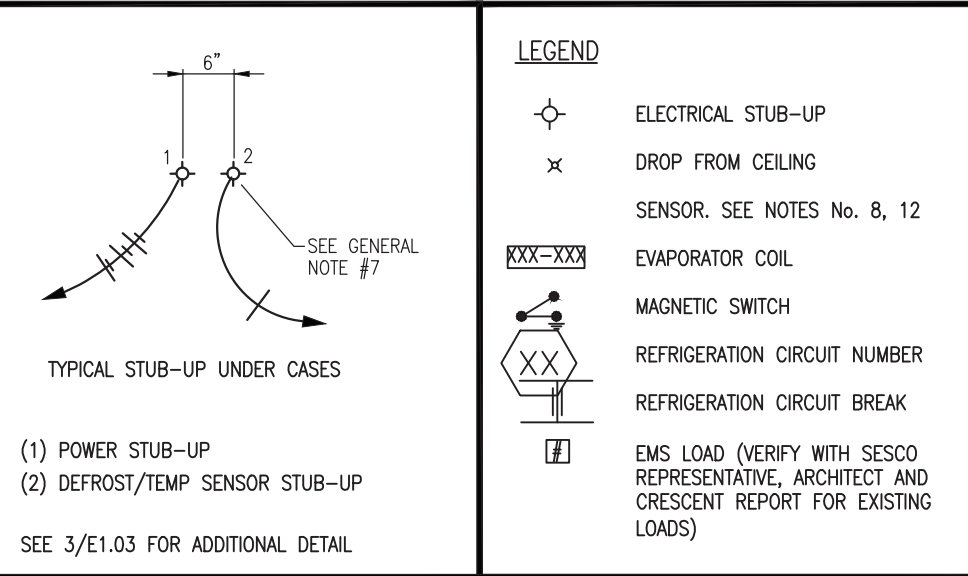 6"
1
2
SEE GENERAL
NOTE #7
TYPICAL STUB-UP UNDER CASES
(1) POWER STUB-UP
(2) DEFROST/TEMP SENSOR STUB-UP
SEE 3/E1.03 FOR ADDITIONAL DETAIL
LEGEND
ELECTRICAL STUB-UP
DROP FROM CEILING
SENSOR. SEE NOTES No. 8, 12
XXX-XXX EVAPORATOR COIL
MAGNETIC SWITCH
XX REFRIGERATION CIRCUIT NUMBER
REFRIGERATION CIRCUIT BREAK
# EMS LOAD (VERIFY WITH SESCO
REPRESENTATIVE, ARCHITECT AND
CRESCENT REPORT FOR EXISTING
LOADS)